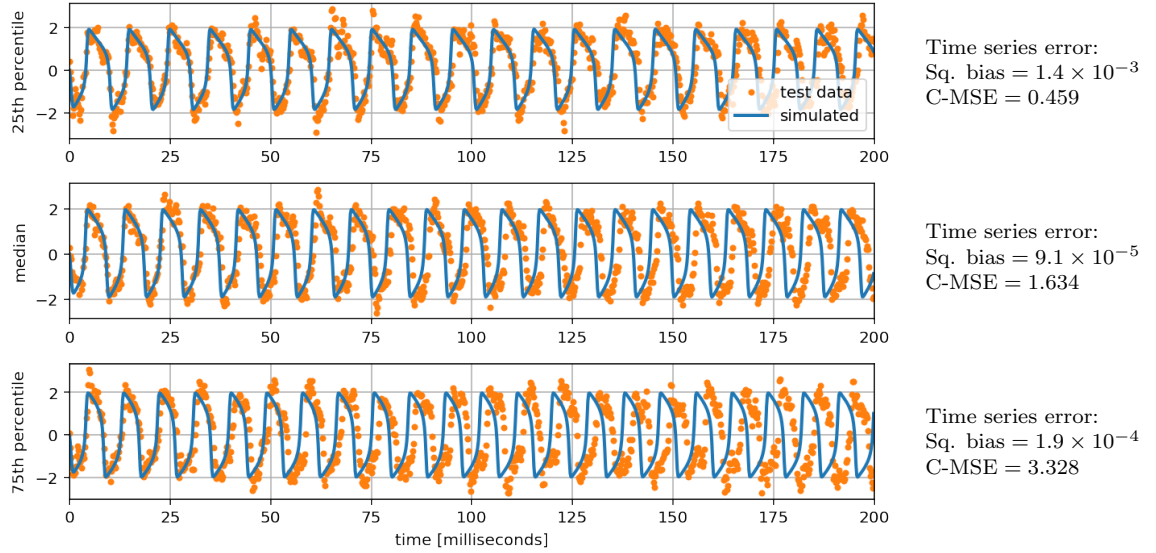 25th percentile
2
0
−2
0 25 50 75 100 125 150 175 200
test data
simulated
Time series error:
Sq. bias = 1.4 × 10⁻³
C-MSE = 0.459
median
2
0
−2
0 25 50 75 100 125 150 175 200
Time series error:
Sq. bias = 9.1 × 10⁻⁵
C-MSE = 1.634
75th percentile
2
0
−2
0 25 50 75 100 125 150 175 200
time [milliseconds]
Time series error:
Sq. bias = 1.9 × 10⁻⁴
C-MSE = 3.328